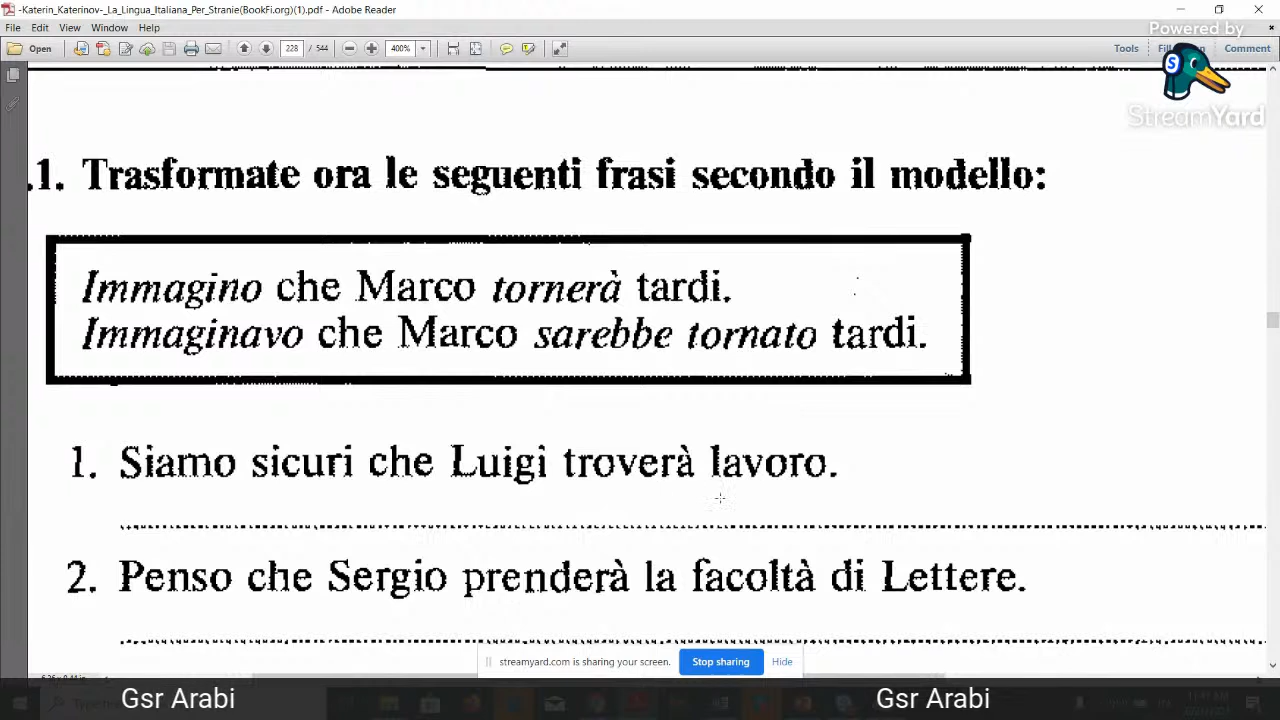 -Katerin_Katerinov-_La_Lingua_Italiana_Per_Stranie(BookFi.org)(1).pdf - Adobe Reader
File Edit View Window Help
Powered by
Open 228 / 544 400% Tools Comment
StreamYard
.1. Trasformate ora le seguenti frasi secondo il modello:
Immagino che Marco tornerà tardi.
Immaginavo che Marco sarebbe tornato tardi.
1. Siamo sicuri che Luigi troverà lavoro.
2. Penso che Sergio prenderà la facoltà di Lettere.
streamyard.com is sharing your screen. Stop sharing Hide
Gsr Arabi Gsr Arabi